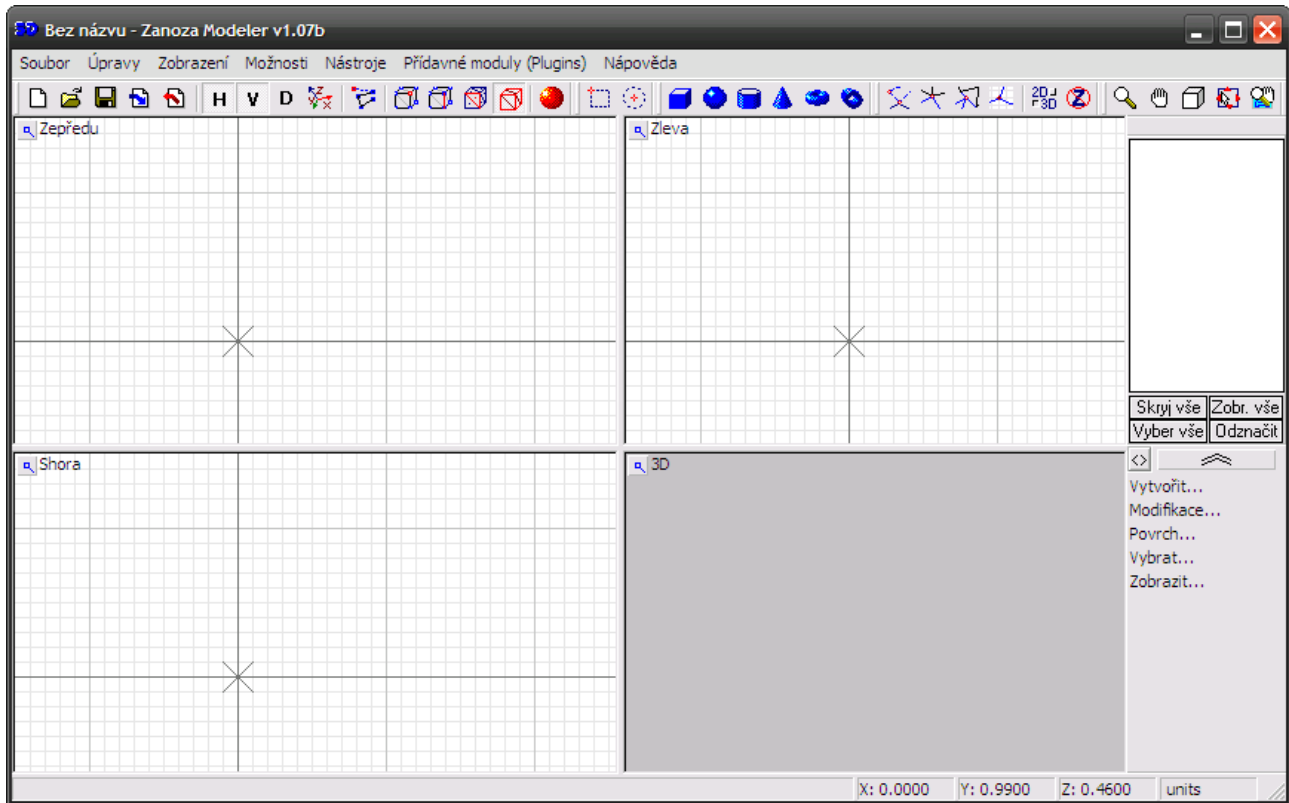 Bez názvu - Zanoza Modeler v1.07b
Soubor Úpravy Zobrazení Možnosti Nástroje Přídavné moduly (Plugins) Nápověda
H V D 2D F3D Z
Zepředu
Zleva
Skryj vše Zobr. vše
Vyber vše Odznačit
Shora
3D
<>
Vytvořit...
Modifikace...
Povrch...
Vybrat...
Zobrazit...
X: 0.0000 Y: 0.9900 Z: 0.4600 units